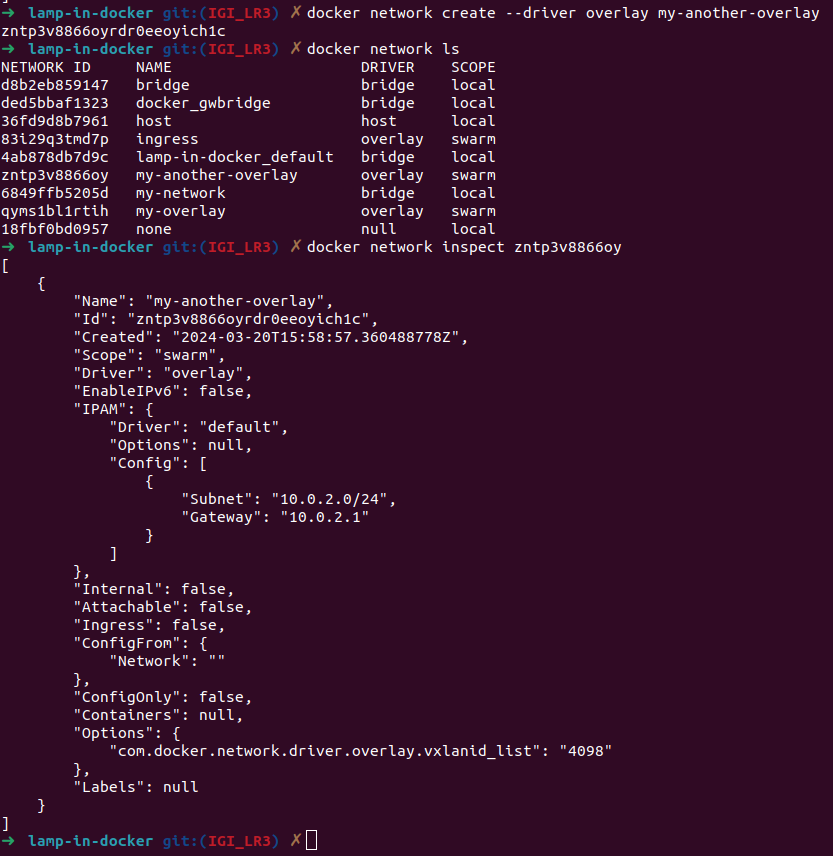 ]
➜  lamp-in-docker git:(IGI_LR3) ✗ docker network create --driver overlay my-another-overlay
zntp3v8866oyrdr0eeoyich1c
➜  lamp-in-docker git:(IGI_LR3) ✗ docker network ls
NETWORK ID     NAME                     DRIVER    SCOPE
d8b2eb859147   bridge                   bridge    local
ded5bbaf1323   docker_gwbridge          bridge    local
36fd9d8b7961   host                     host      local
83i29q3tmd7p   ingress                  overlay   swarm
4ab878db7d9c   lamp-in-docker_default   bridge    local
zntp3v8866oy   my-another-overlay       overlay   swarm
6849ffb5205d   my-network               bridge    local
qyms1bl1rtih   my-overlay               overlay   swarm
18fbf0bd0957   none                     null      local
➜  lamp-in-docker git:(IGI_LR3) ✗ docker network inspect zntp3v8866oy
[
    {
        "Name": "my-another-overlay",
        "Id": "zntp3v8866oyrdr0eeoyich1c",
        "Created": "2024-03-20T15:58:57.360488778Z",
        "Scope": "swarm",
        "Driver": "overlay",
        "EnableIPv6": false,
        "IPAM": {
            "Driver": "default",
            "Options": null,
            "Config": [
                {
                    "Subnet": "10.0.2.0/24",
                    "Gateway": "10.0.2.1"
                }
            ]
        },
        "Internal": false,
        "Attachable": false,
        "Ingress": false,
        "ConfigFrom": {
            "Network": ""
        },
        "ConfigOnly": false,
        "Containers": null,
        "Options": {
            "com.docker.network.driver.overlay.vxlanid_list": "4098"
        },
        "Labels": null
    }
]
➜  lamp-in-docker git:(IGI_LR3) ✗